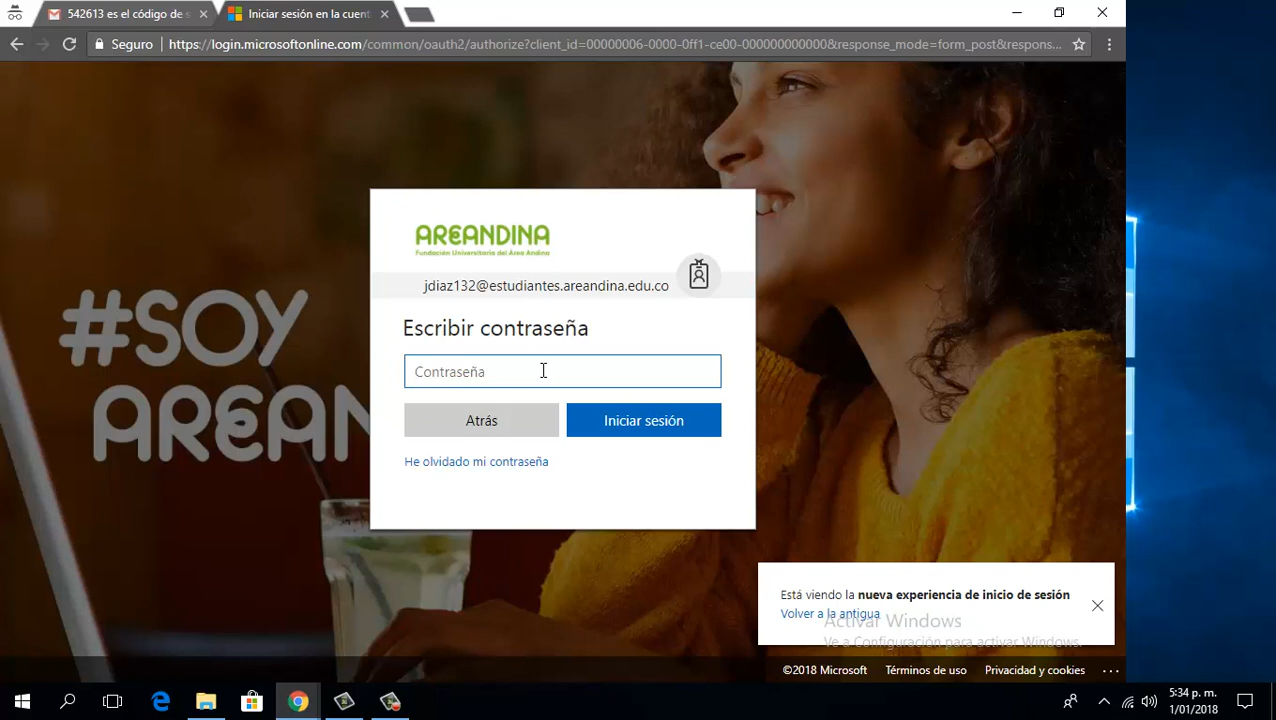 542613 es el código de s
Iniciar sesión en la cuent
Seguro
https://login.microsoftonline.com/common/oauth2/authorize?client_id=00000006-0000-0ff1-ce00-000000000000&response_mode=form_post&respons...
#SOY
AREAN
AREANDINA
Fundación Universitaria del Área Andina
jdiaz132@estudiantes.areandina.edu.co
Escribir contraseña
Contraseña
Atrás
Iniciar sesión
He olvidado mi contraseña
Está viendo la nueva experiencia de inicio de sesión
Volver a la antigua
Activar Windows
Ve a Configuración para activar Windows.
©2018 Microsoft
Términos de uso
Privacidad y cookies
...
5:34 p. m.
1/01/2018